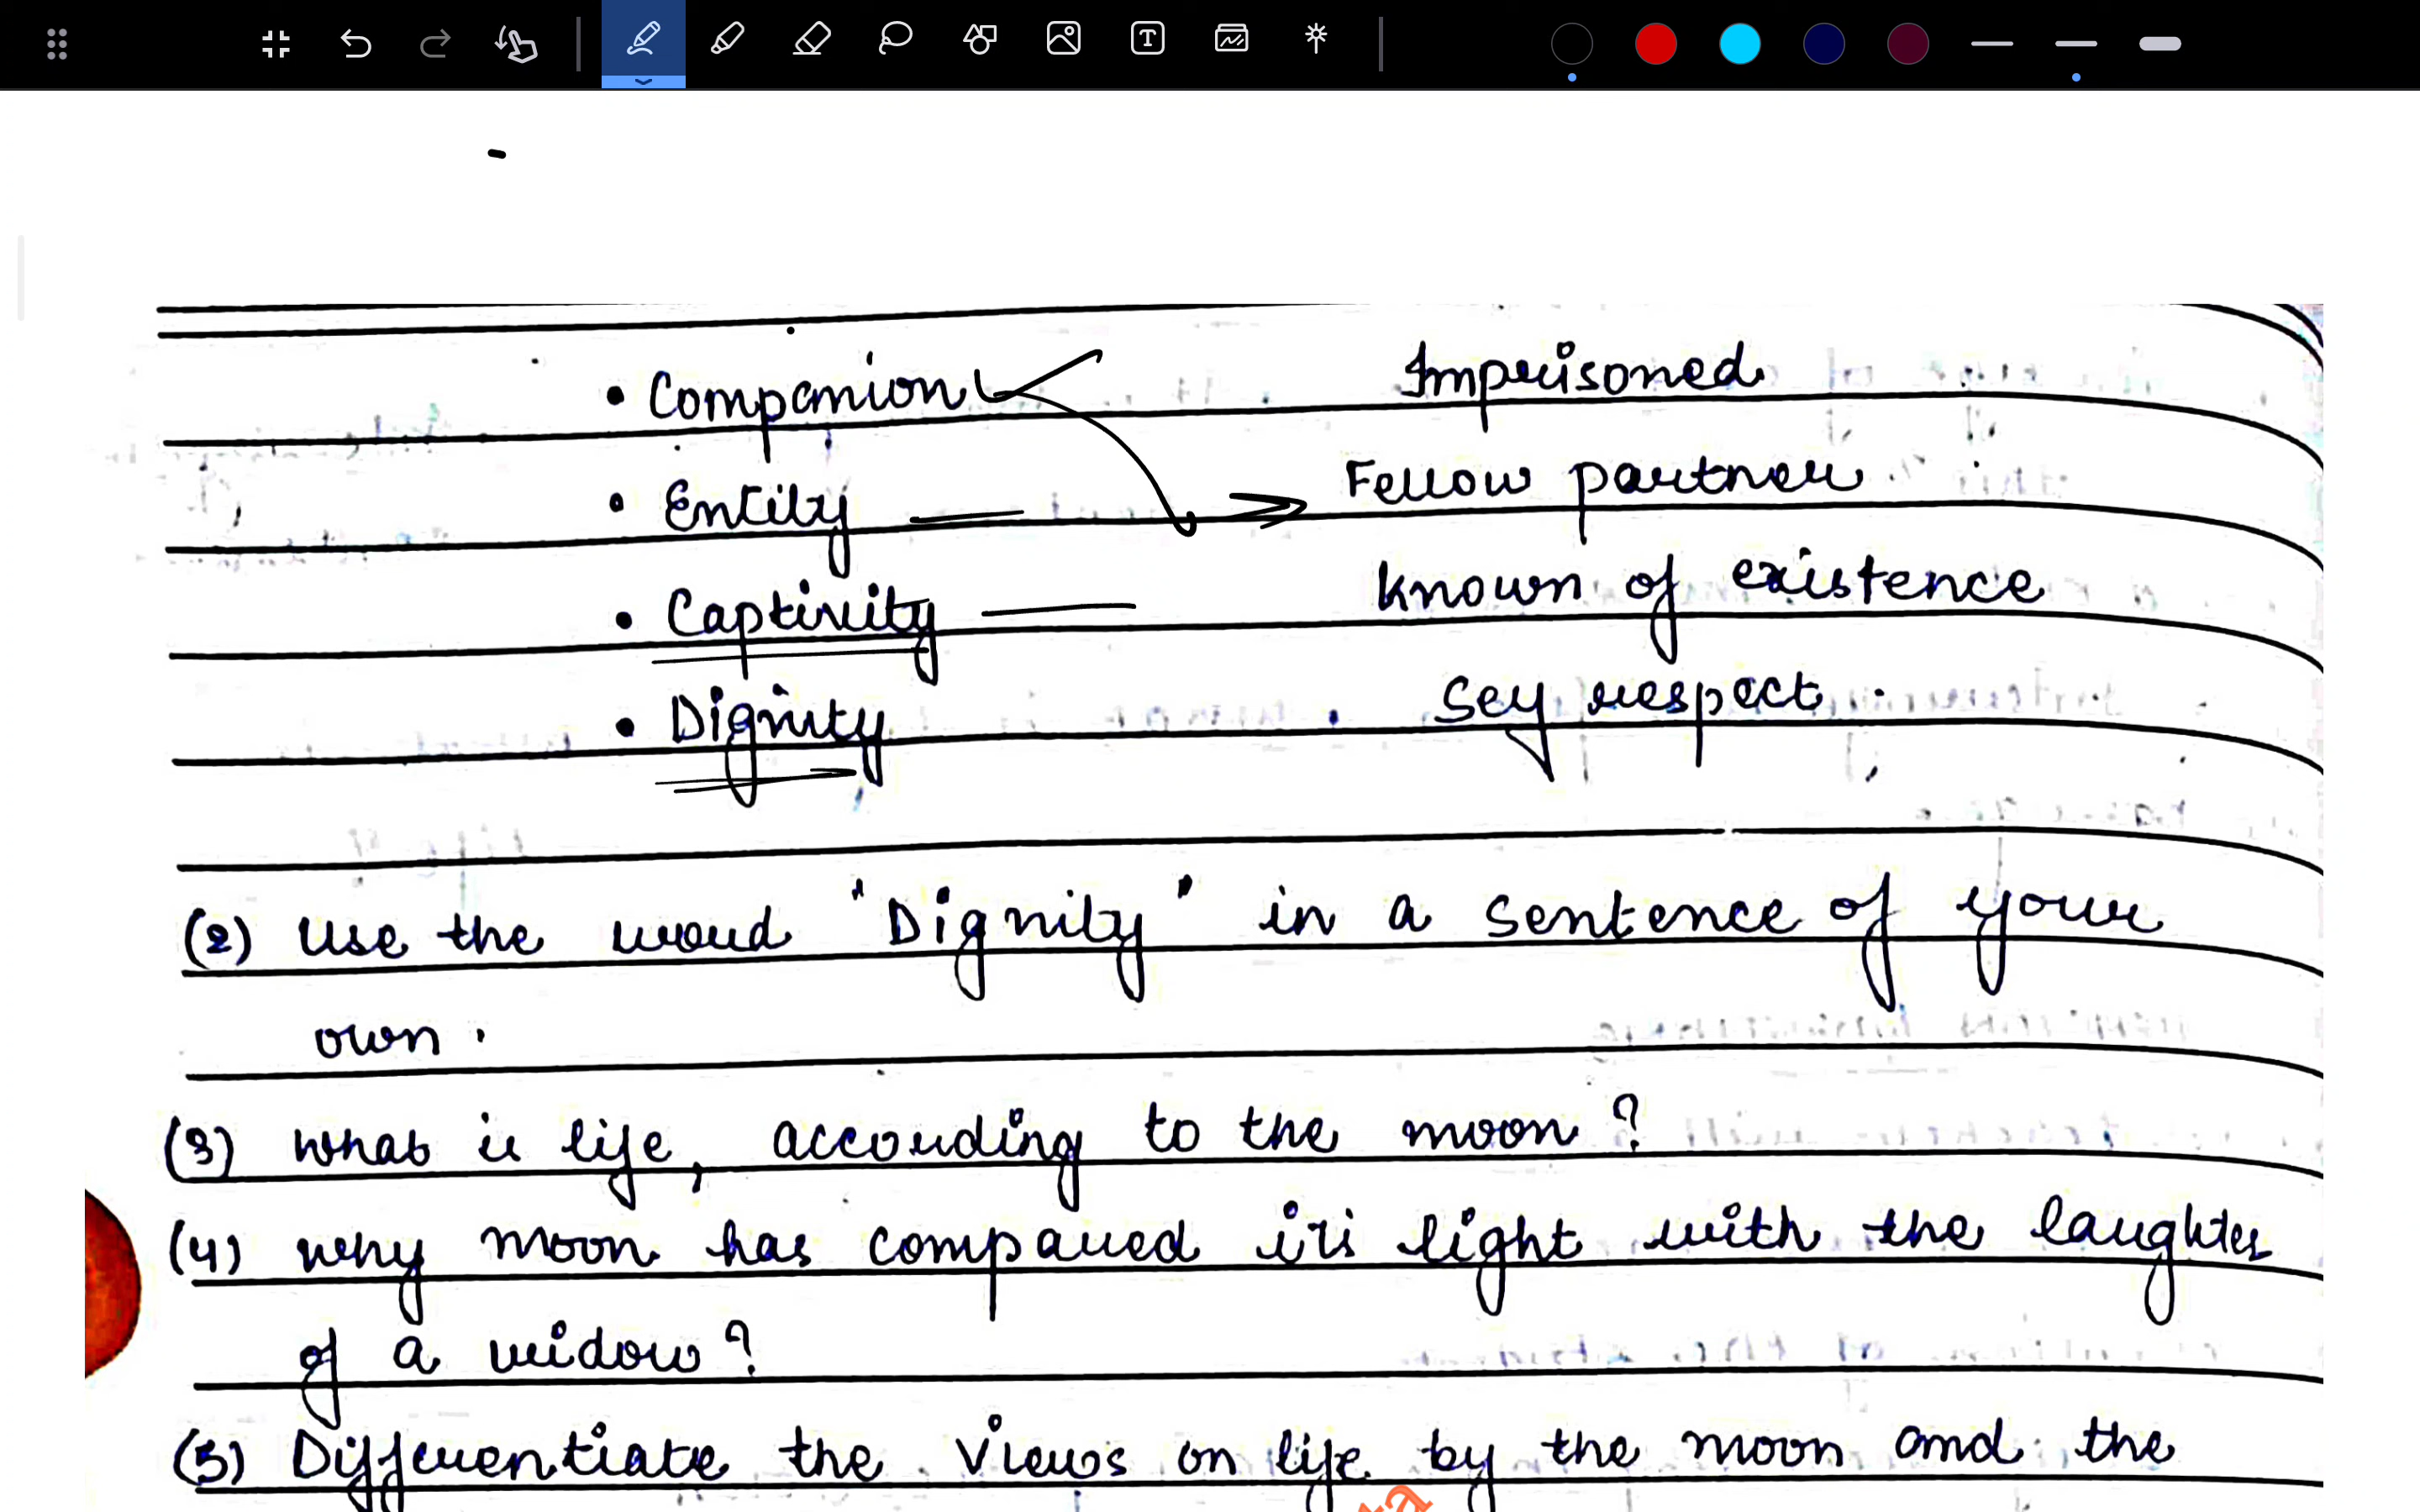 • Companion Imprisoned
• Entity Fellow partner
• Captivity Known of existence
• Dignity Self respect.
(2) Use the word "Dignity" in a sentence of your
own.
(3) What is life, according to the moon?
(4) Why moon has compared it's light with the laughter
of a widow?
(5) Differentiate the views on life by the moon and the